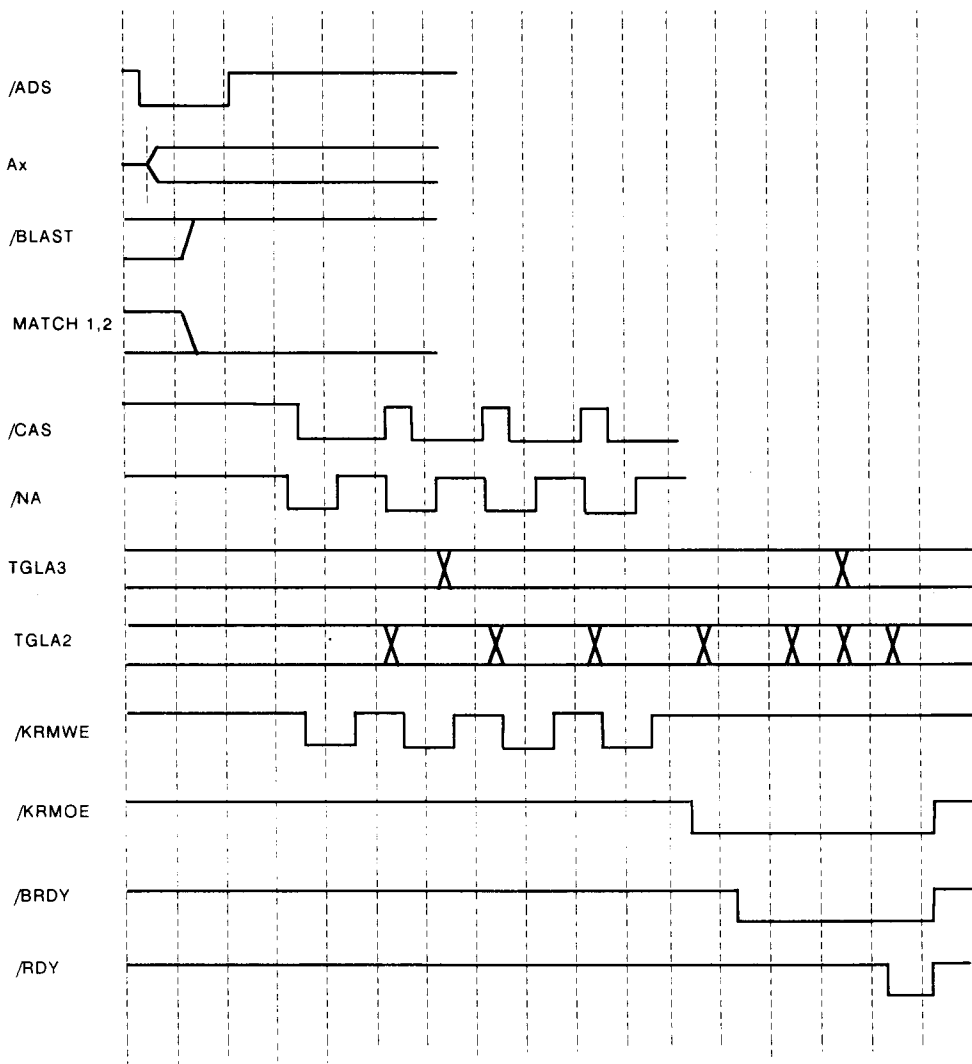 /ADS
Ax
/BLAST
MATCH 1,2
/CAS
/NA
TGLA3
TGLA2
/KRMWE
/KRMOE
/BRDY
/RDY